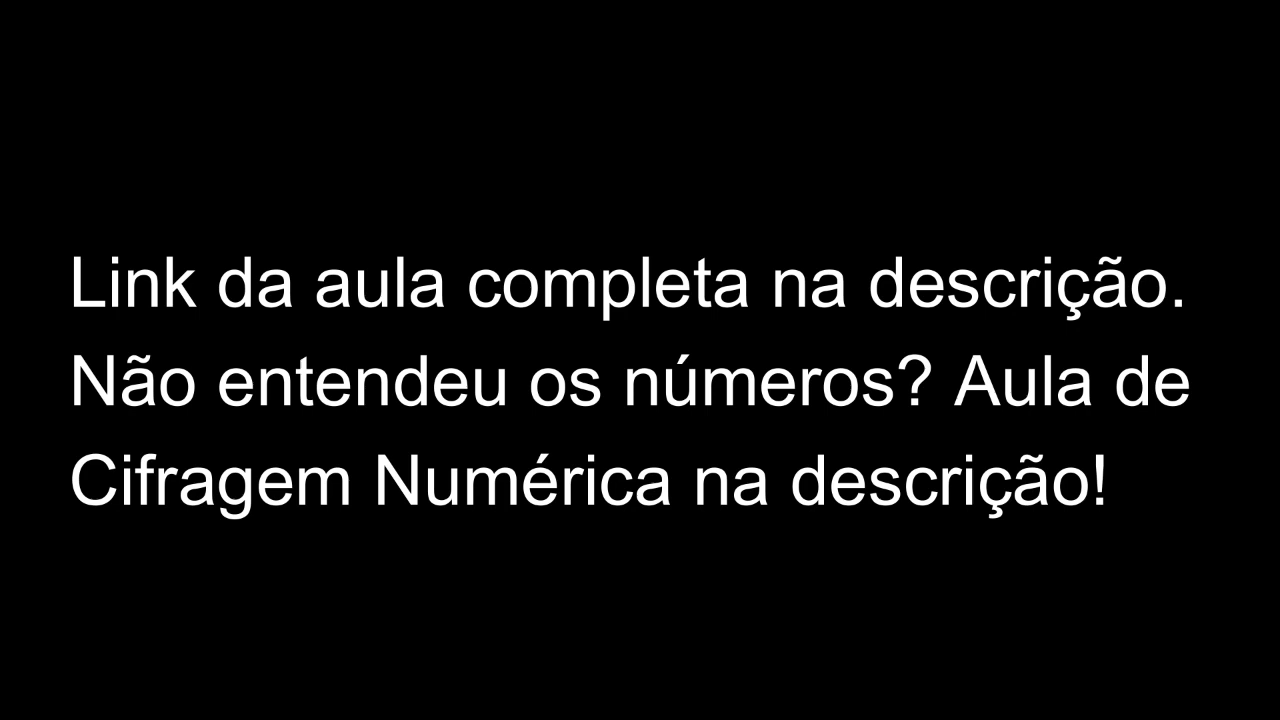 Link da aula completa na descrição.
Não entendeu os números? Aula de
Cifragem Numérica na descrição!